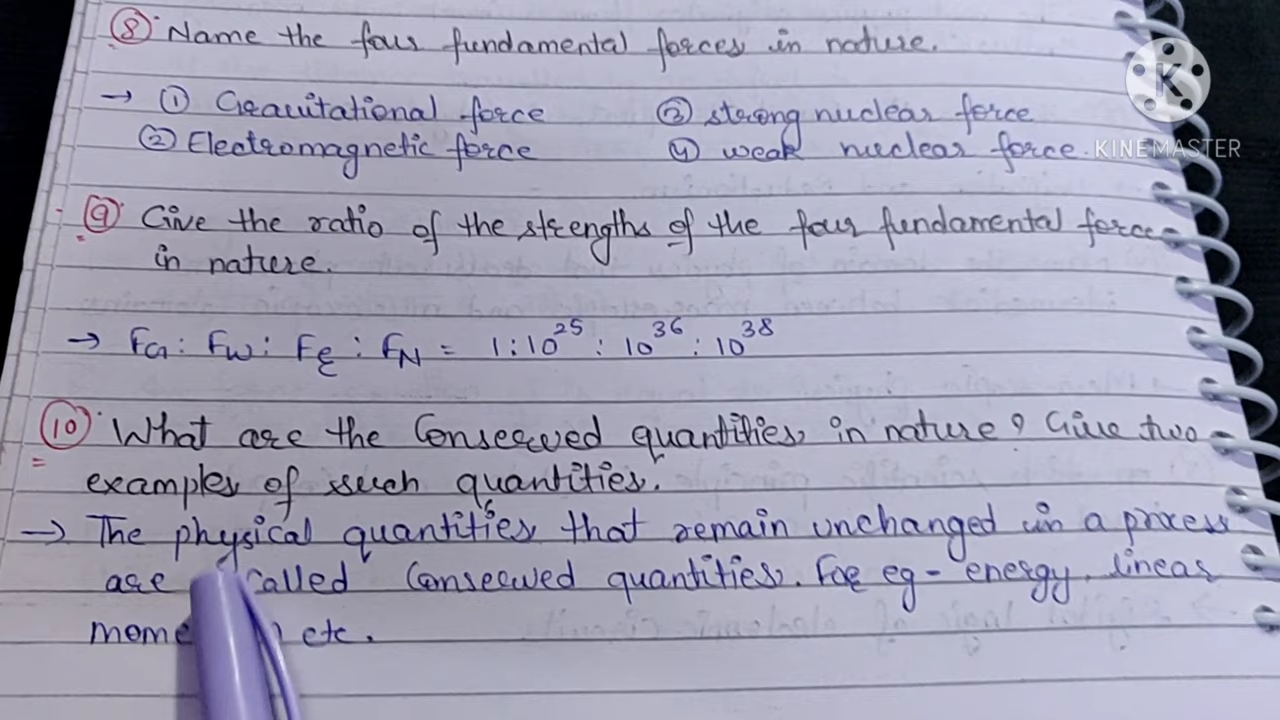 ⑧ Name the four fundamental forces in nature.
K
→ ① Gravitational force ③ strong nuclear force
② Electromagnetic force ④ weak nuclear force.
KINEMASTER
⑨ Give the ratio of the strengths of the four fundamental force
in nature.
→ FG : FW : FE : FN = 1 : 10^25 : 10^36 : 10^38
⑩ What are the Conserved quantities in nature? Give two
examples of such quantities.
→ The physical quantities that remain unchanged in a process
are called Conserved quantities. For eg - energy, linear
etc.